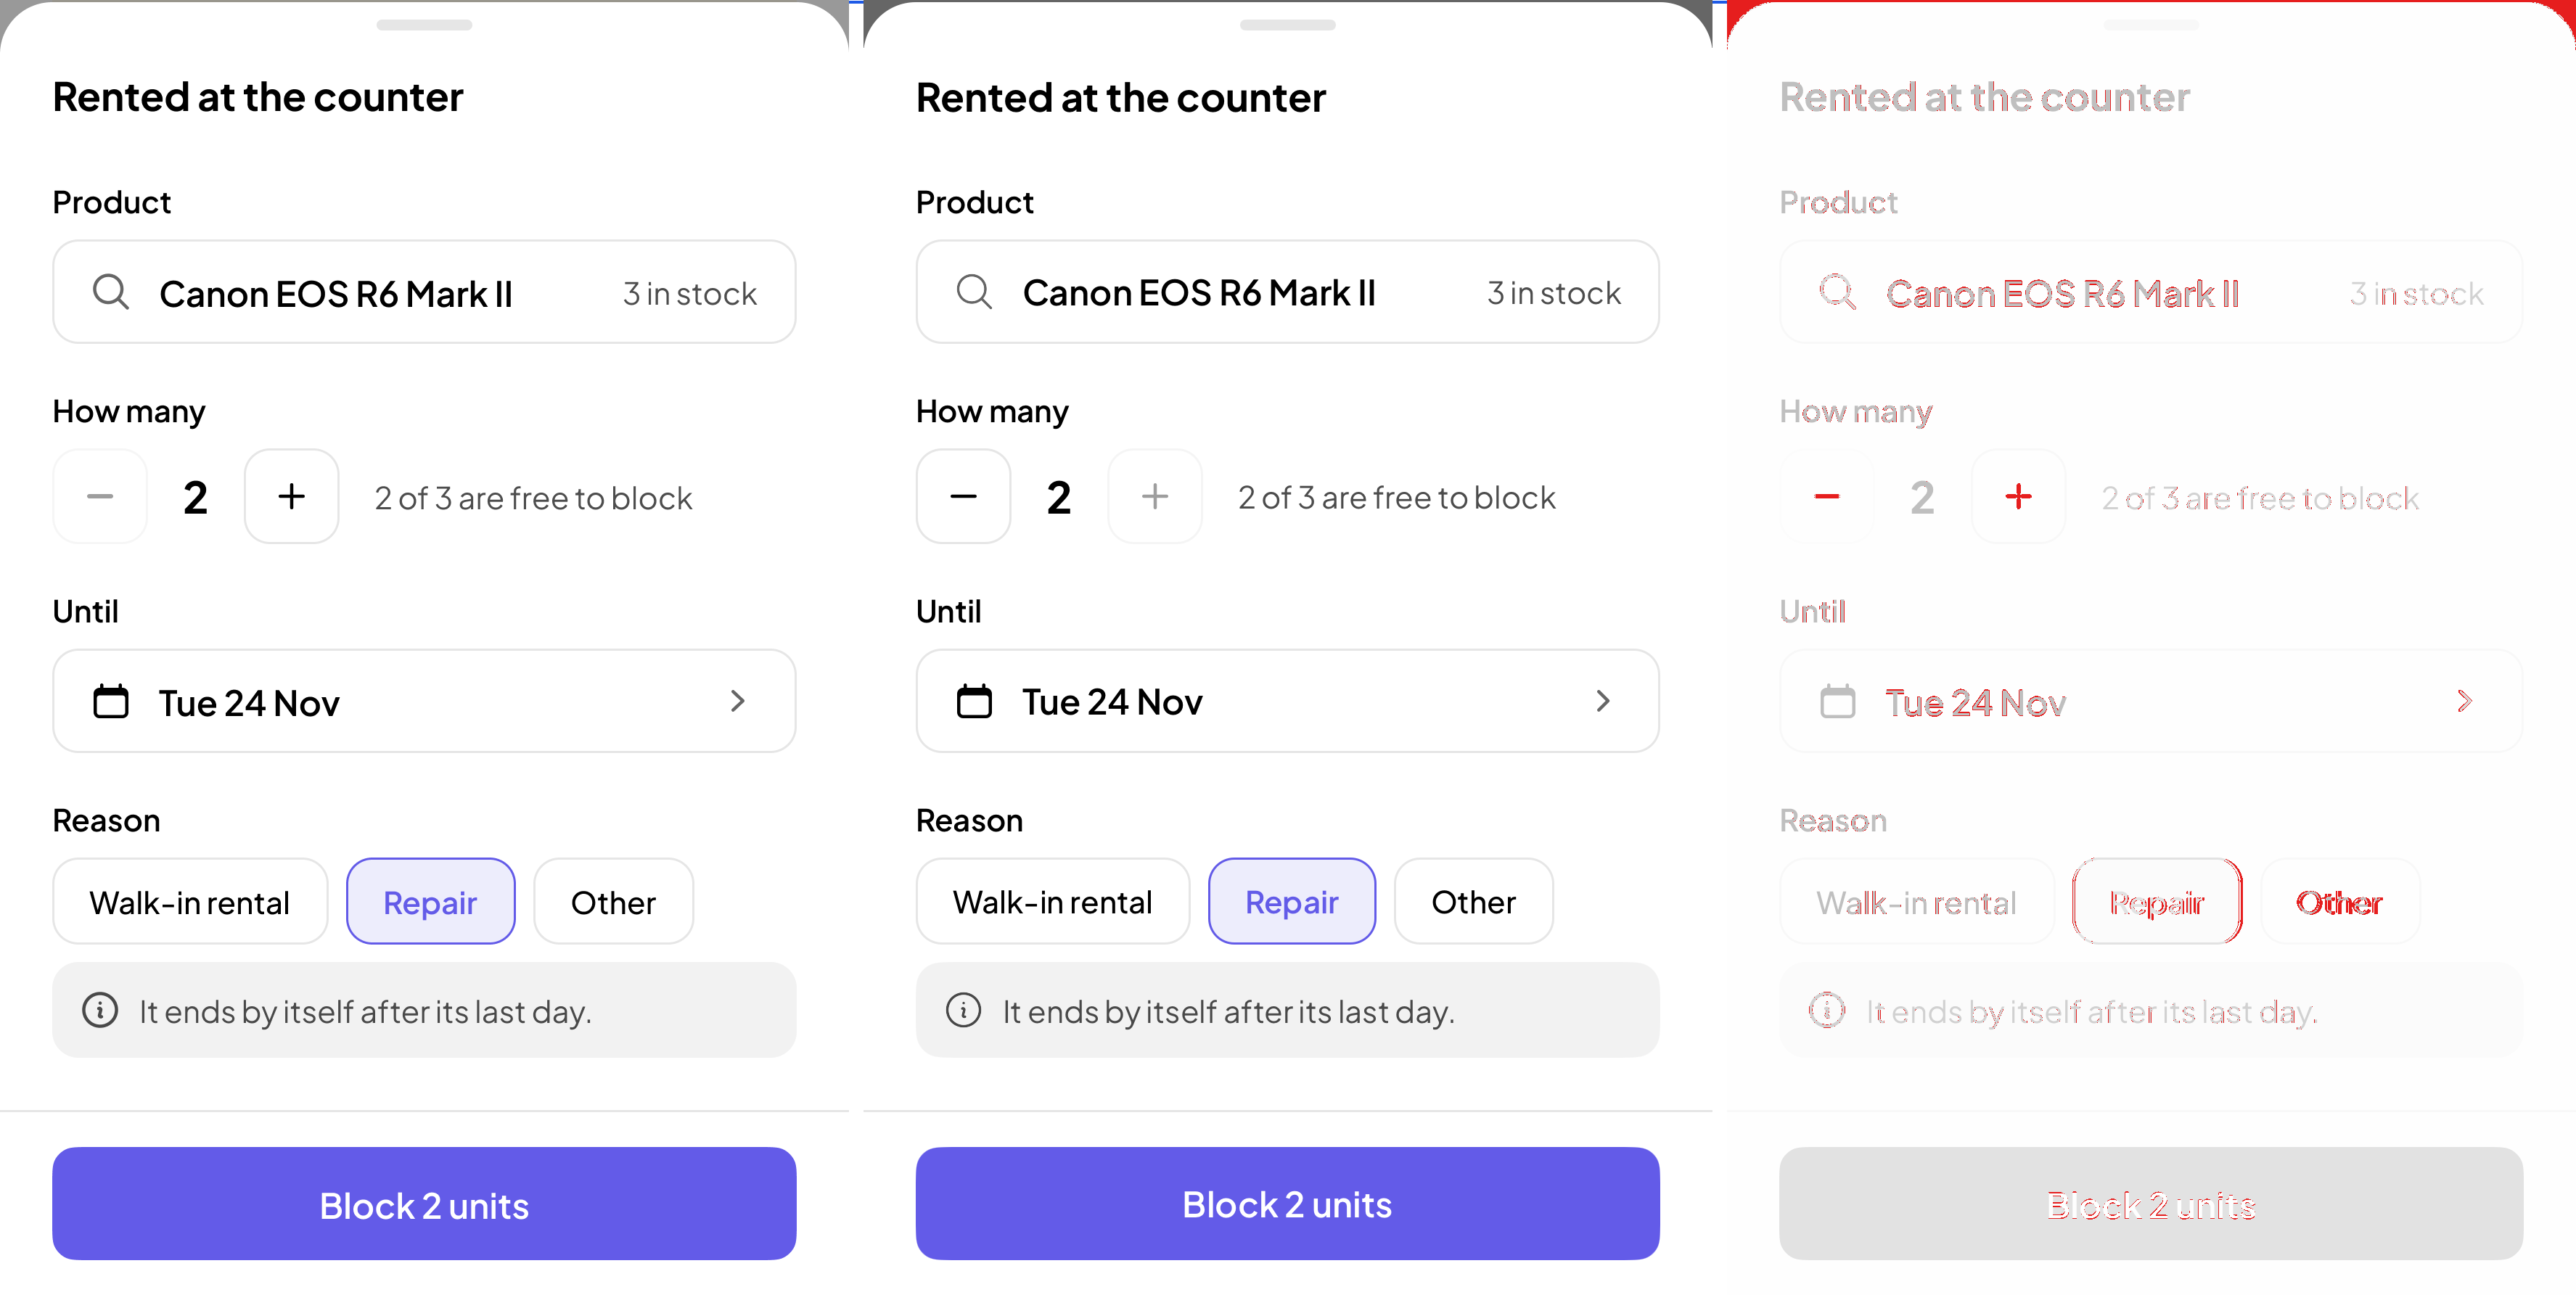 Rented at the counter
Product
Canon EOS R6 Mark II 3 in stock
How many
2 2 of 3 are free to block
Until
Tue 24 Nov
Reason
Walk-in rental Repair Other
It ends by itself after its last day.
Block 2 units
Rented at the counter
Product
Canon EOS R6 Mark II 3 in stock
How many
2 2 of 3 are free to block
Until
Tue 24 Nov
Reason
Walk-in rental Repair Other
It ends by itself after its last day.
Block 2 units
Rented at the counter
Product
Canon EOS R6 Mark II 3 in stock
How many
2 2 of 3 are free to block
Until
Tue 24 Nov
Reason
Walk-in rental Repair Other
It ends by itself after its last day.
Block 2 units